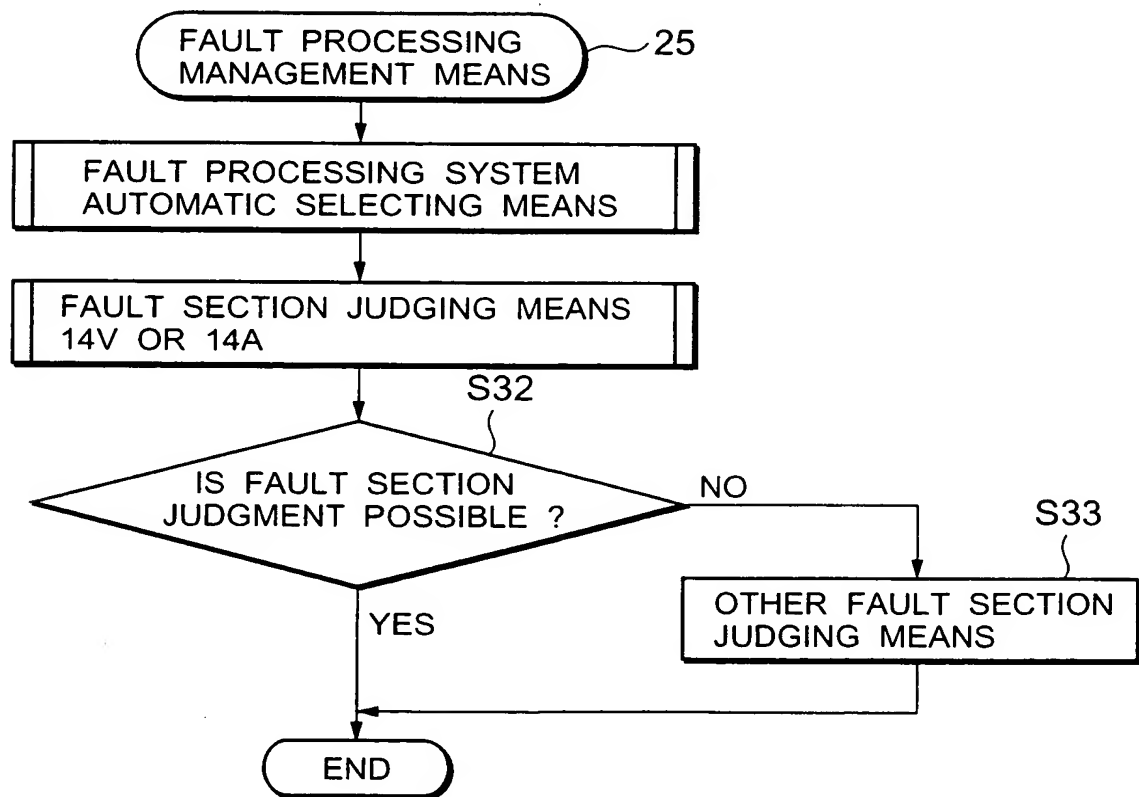 FAULT PROCESSING
MANAGEMENT MEANS
25
FAULT PROCESSING SYSTEM
AUTOMATIC SELECTING MEANS
FAULT SECTION JUDGING MEANS
14V OR 14A
S32
IS FAULT SECTION
JUDGMENT POSSIBLE ?
NO
S33
OTHER FAULT SECTION
JUDGING MEANS
YES
END